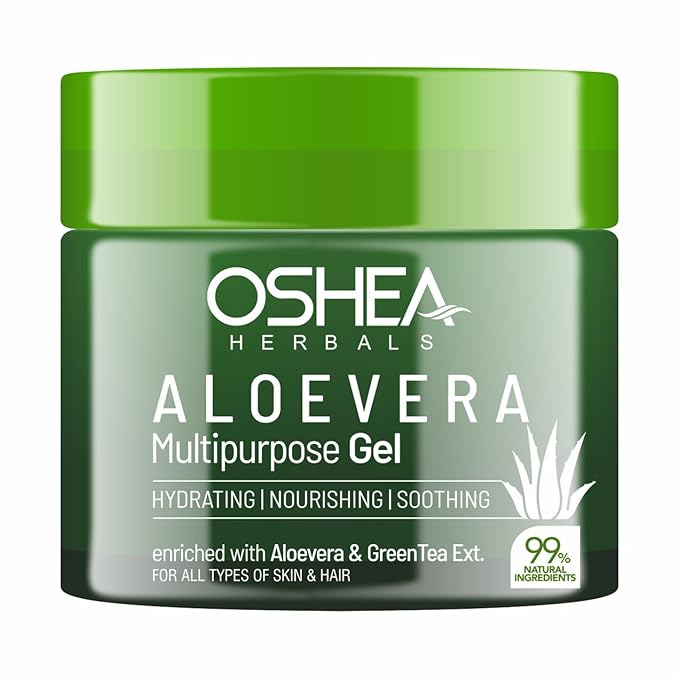 OSHEA
HERBALS
ALOEVERA
Multipurpose Gel
HYDRATING | NOURISHING | SOOTHING
enriched with Aloevera & GreenTea Ext.
FOR ALL TYPES OF SKIN & HAIR
99%
NATURAL
INGREDIENTS